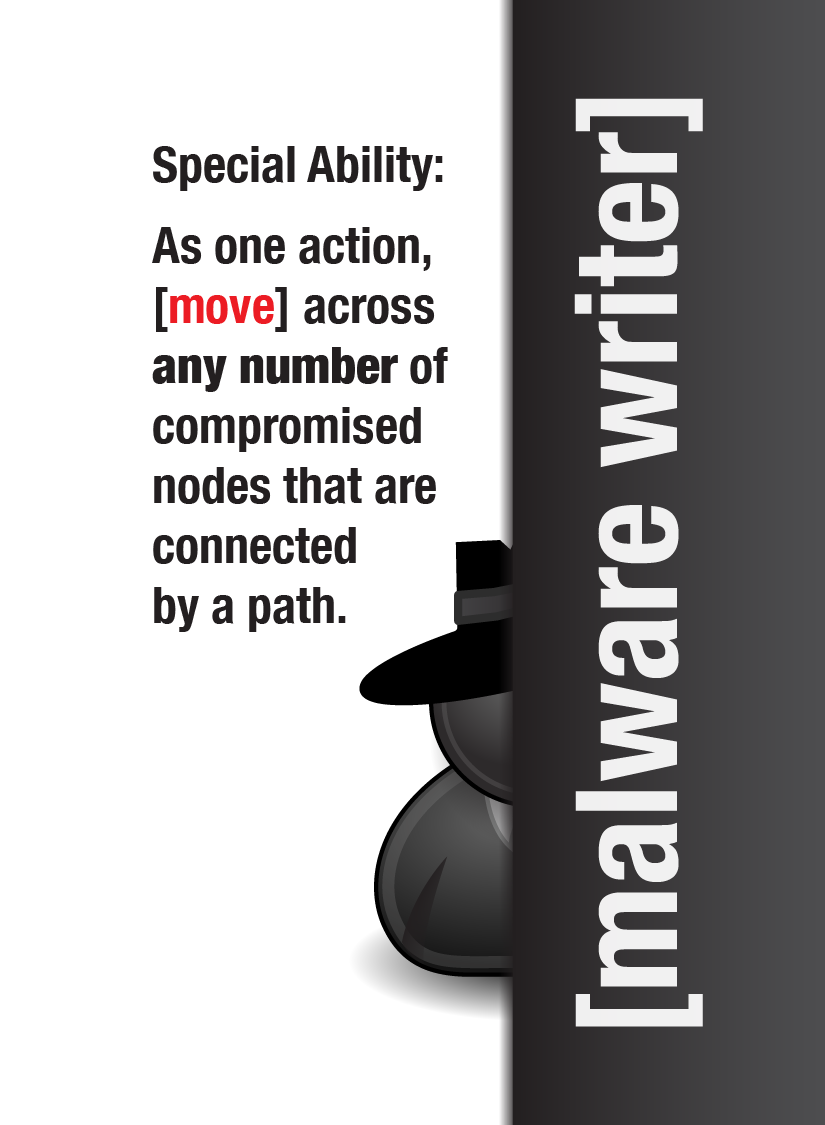 Special Ability:
As one action,
[move] across
any number of
compromised
nodes that are
connected
by a path.
[malware writer]